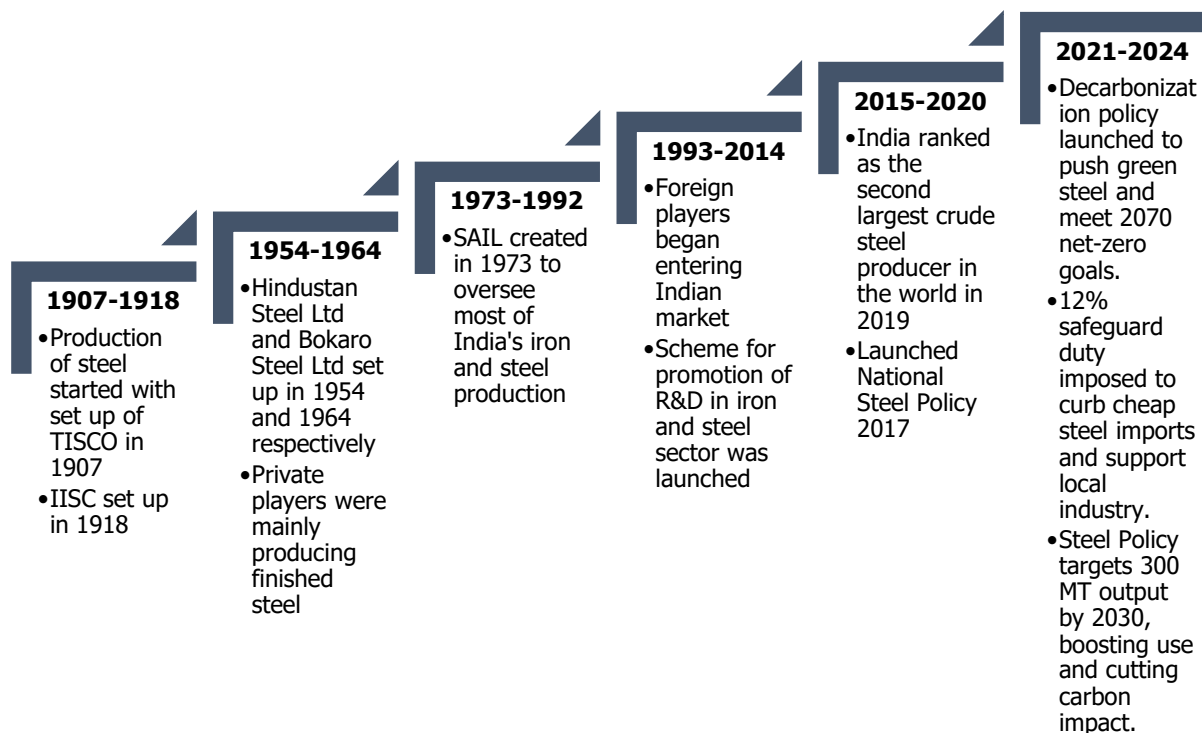 1907-1918
•Production
of steel
started with
set up of
TISCO in
1907
•IISC set up
in 1918
1954-1964
•Hindustan
Steel Ltd
and Bokaro
Steel Ltd set
up in 1954
and 1964
respectively
•Private
players were
mainly
producing
finished
steel
1973-1992
•SAIL created
in 1973 to
oversee
most of
India's iron
and steel
production
1993-2014
•Foreign
players
began
entering
Indian
market
•Scheme for
promotion of
R&D in iron
and steel
sector was
launched
2015-2020
•India ranked
as the
second
largest crude
steel
producer in
the world in
2019
•Launched
National
Steel Policy
2017
2021-2024
•Decarbonizat
ion policy
launched to
push green
steel and
meet 2070
net-zero
goals.
•12%
safeguard
duty
imposed to
curb cheap
steel imports
and support
local
industry.
•Steel Policy
targets 300
MT output
by 2030,
boosting use
and cutting
carbon
impact.